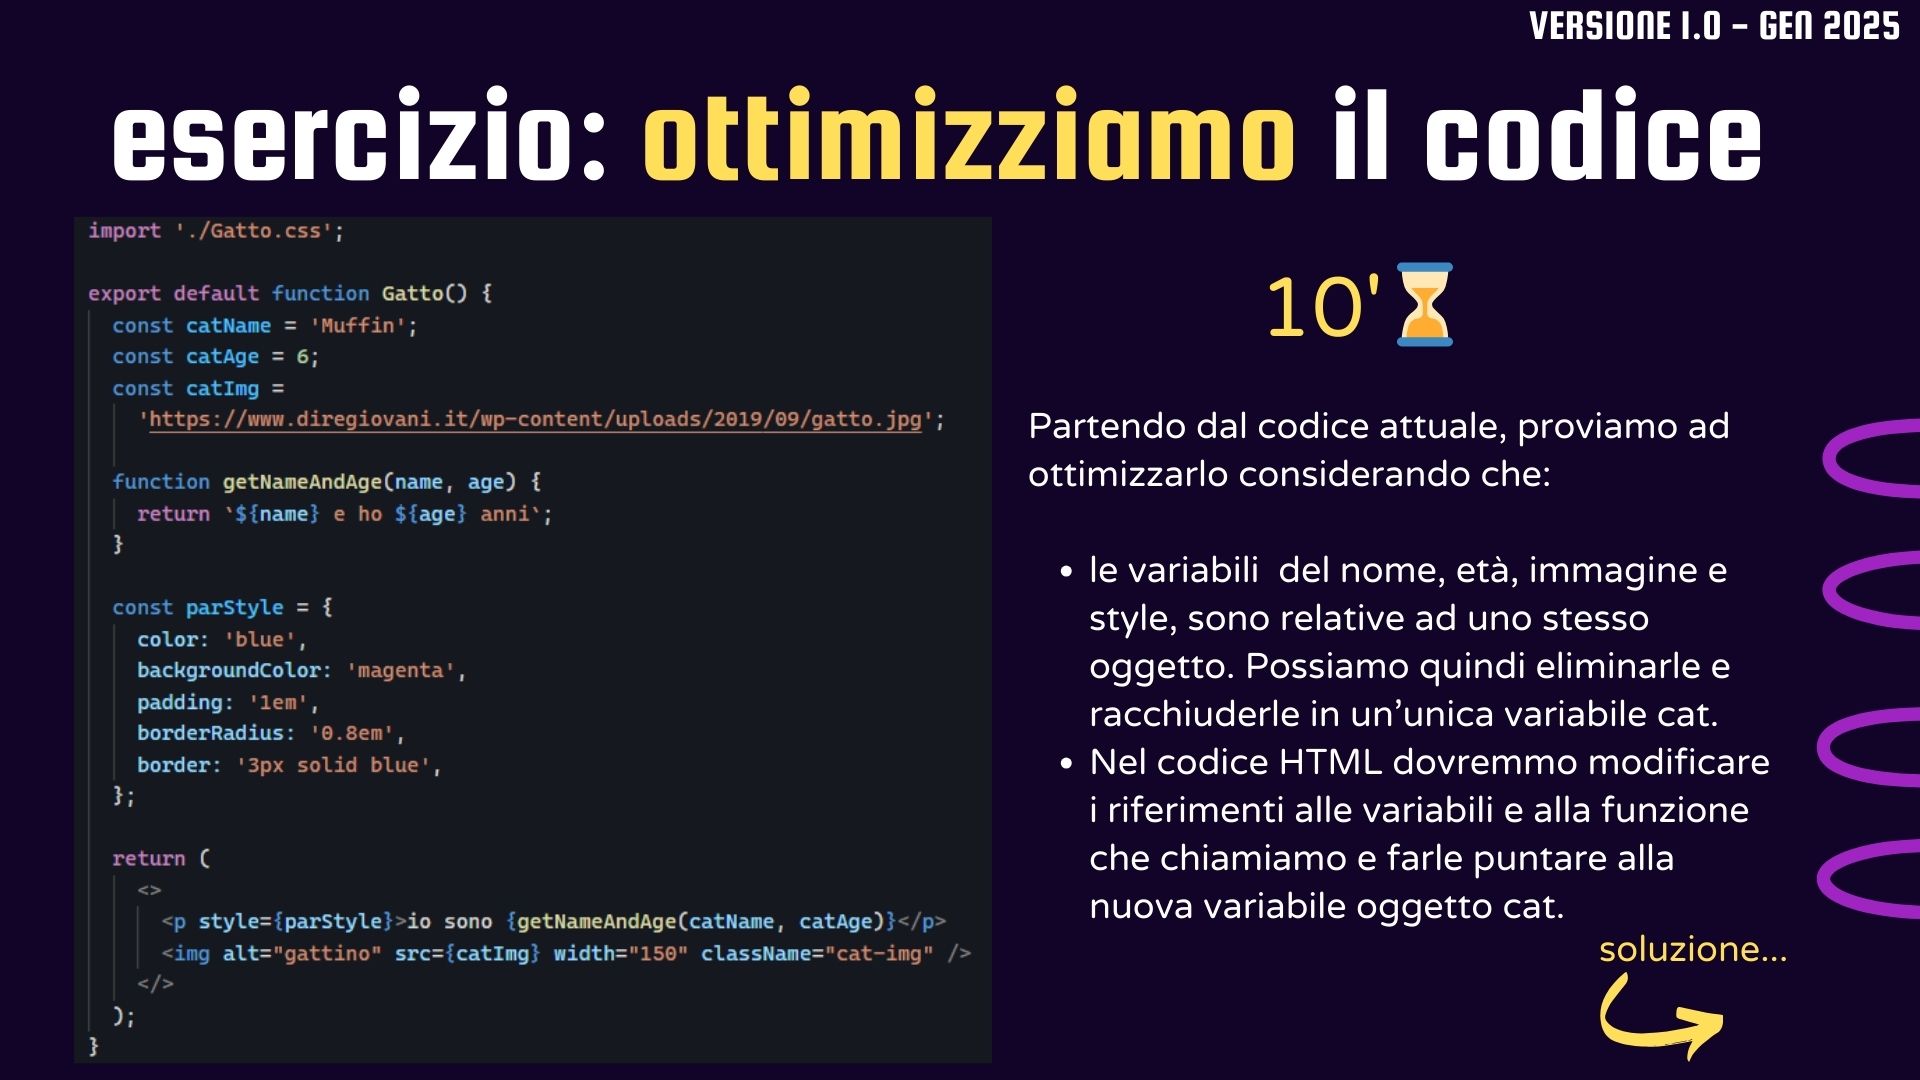 VERSIONE 1.0 - GEN 2025
esercizio: ottimizziamo il codice
import './Gatto.css';
export default function Gatto() {
const catName = 'Muffin';
const catAge = 6;
const catImg =
'https://www.diregiovani.it/wp-content/uploads/2019/09/gatto.jpg';
function getNameAndAge(name, age) {
return `${name} e ho ${age} anni`;
}
const parStyle = {
color: 'blue',
backgroundColor: 'magenta',
padding: '1em',
borderRadius: '0.8em',
border: '3px solid blue',
};
return (
<>
<p style={parStyle}>io sono {getNameAndAge(catName, catAge)}</p>
<img alt="gattino" src={catImg} width="150" className="cat-img" />
</>
);
}
10'
Partendo dal codice attuale, proviamo ad
ottimizzarlo considerando che:
• le variabili  del nome, età, immagine e
style, sono relative ad uno stesso
oggetto. Possiamo quindi eliminarle e
racchiuderle in un’unica variabile cat.
• Nel codice HTML dovremmo modificare
i riferimenti alle variabili e alla funzione
che chiamiamo e farle puntare alla
nuova variabile oggetto cat.
soluzione...